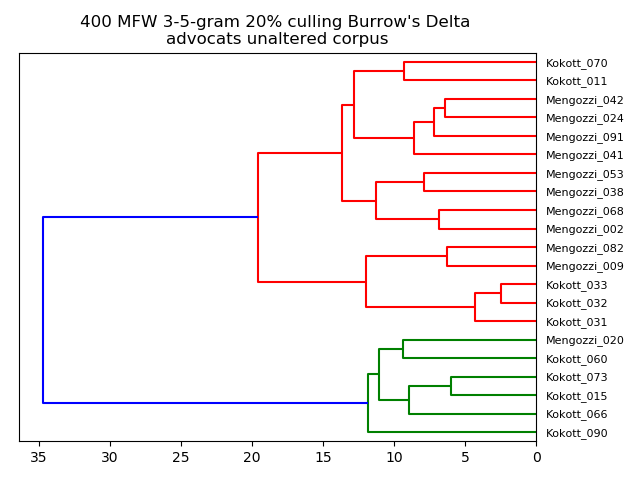 400 MFW 3-5-gram 20% culling Burrow's Delta
advocats unaltered corpus
Kokott_070
Kokott_011
Mengozzi_042
Mengozzi_024
Mengozzi_091
Mengozzi_041
Mengozzi_053
Mengozzi_038
Mengozzi_068
Mengozzi_002
Mengozzi_082
Mengozzi_009
Kokott_033
Kokott_032
Kokott_031
Mengozzi_020
Kokott_060
Kokott_073
Kokott_015
Kokott_066
Kokott_090
35 30 25 20 15 10 5 0